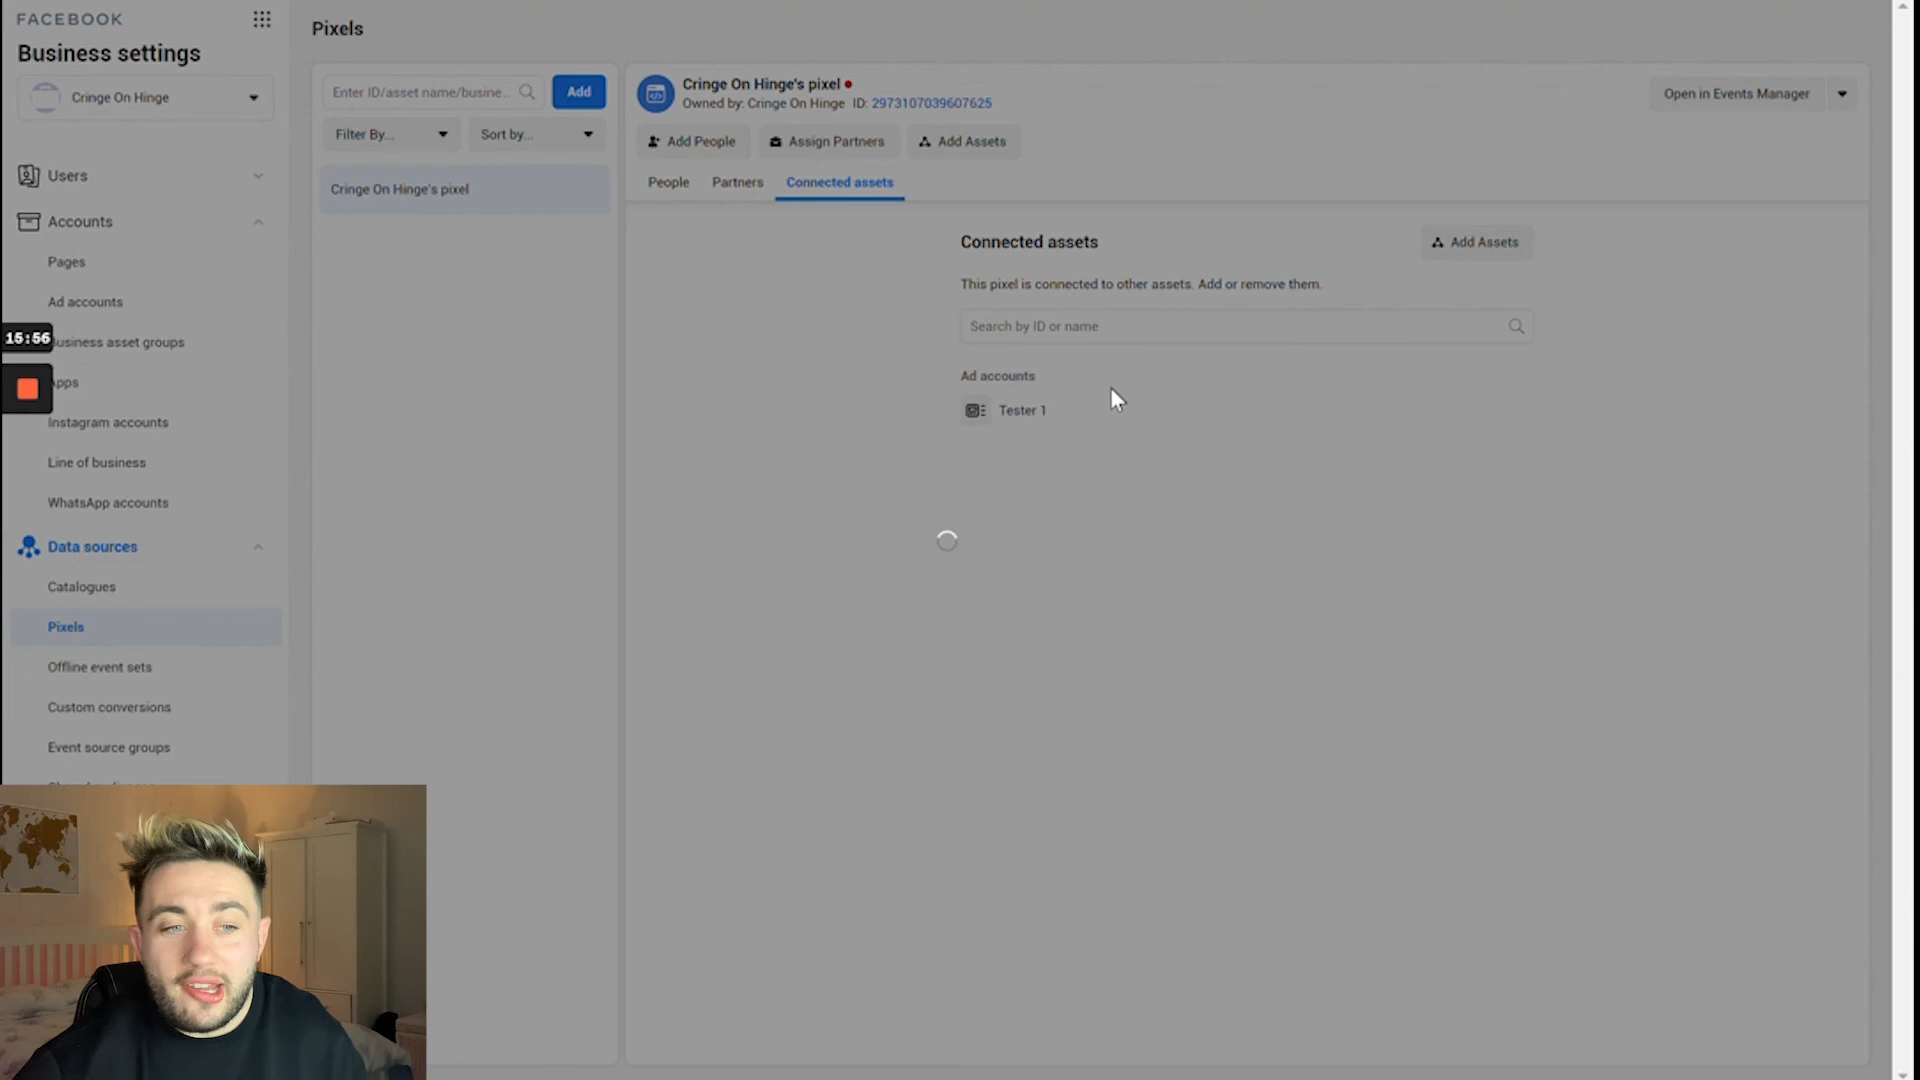 FACEBOOK
Business settings
Cringe On Hinge
Users
Accounts
Pages
Ad accounts
15:56
usiness asset groups
pps
Instagram accounts
Line of business
WhatsApp accounts
Data sources
Catalogues
Pixels
Offline event sets
Custom conversions
Event source groups
Pixels
Enter ID/asset name/busine...
Add
Filter By...
Sort by...
Cringe On Hinge's pixel
Cringe On Hinge's pixel
Owned by: Cringe On Hinge ID: 2973107039607625
Open in Events Manager
Add People
Assign Partners
Add Assets
People
Partners
Connected assets
Connected assets
Add Assets
This pixel is connected to other assets. Add or remove them.
Search by ID or name
Ad accounts
Tester 1